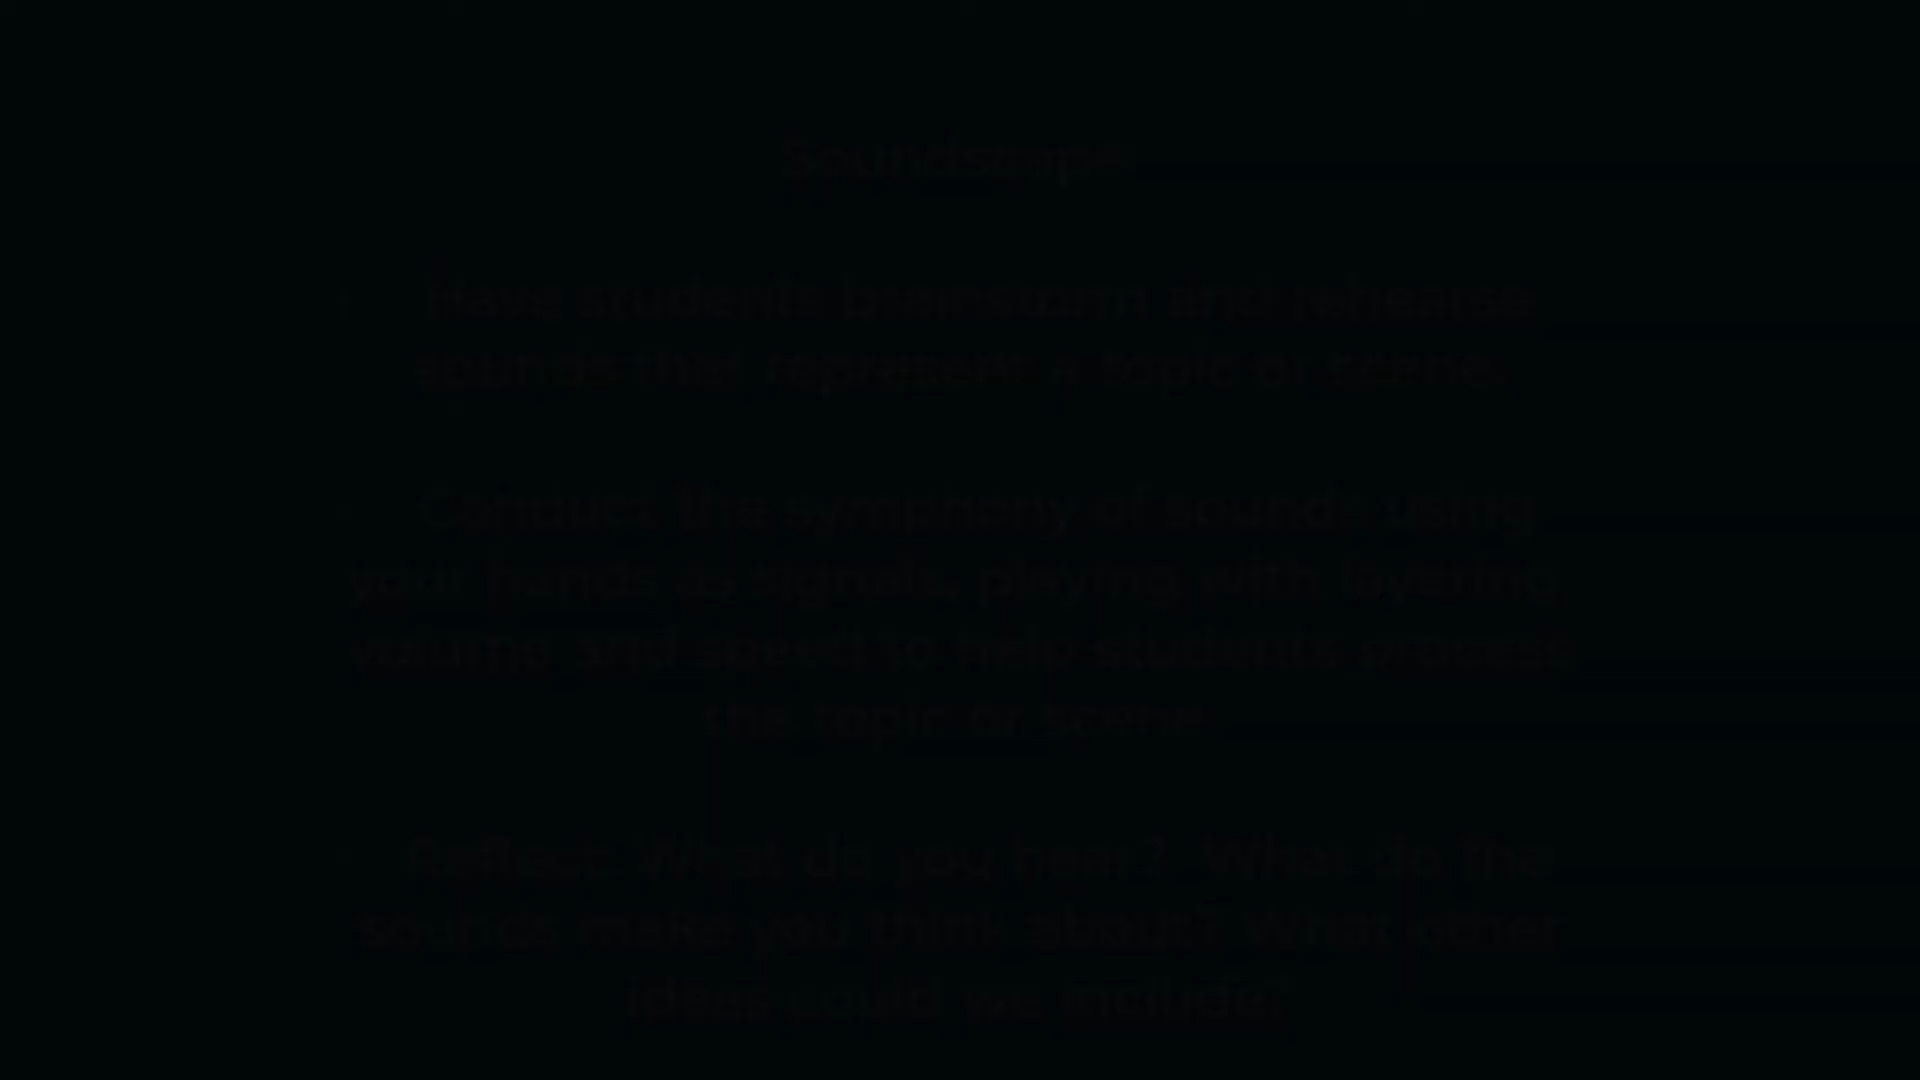 Soundscape
Have students brainstorm and rehearse
sounds that represent a topic or scene.
Conduct the symphony of sounds using
your hands as signals, playing with layering
volume and speed to help students process
the topic or scene.
Reflect: What do you hear? What do the
sounds make you think about? What other
ideas could we include?